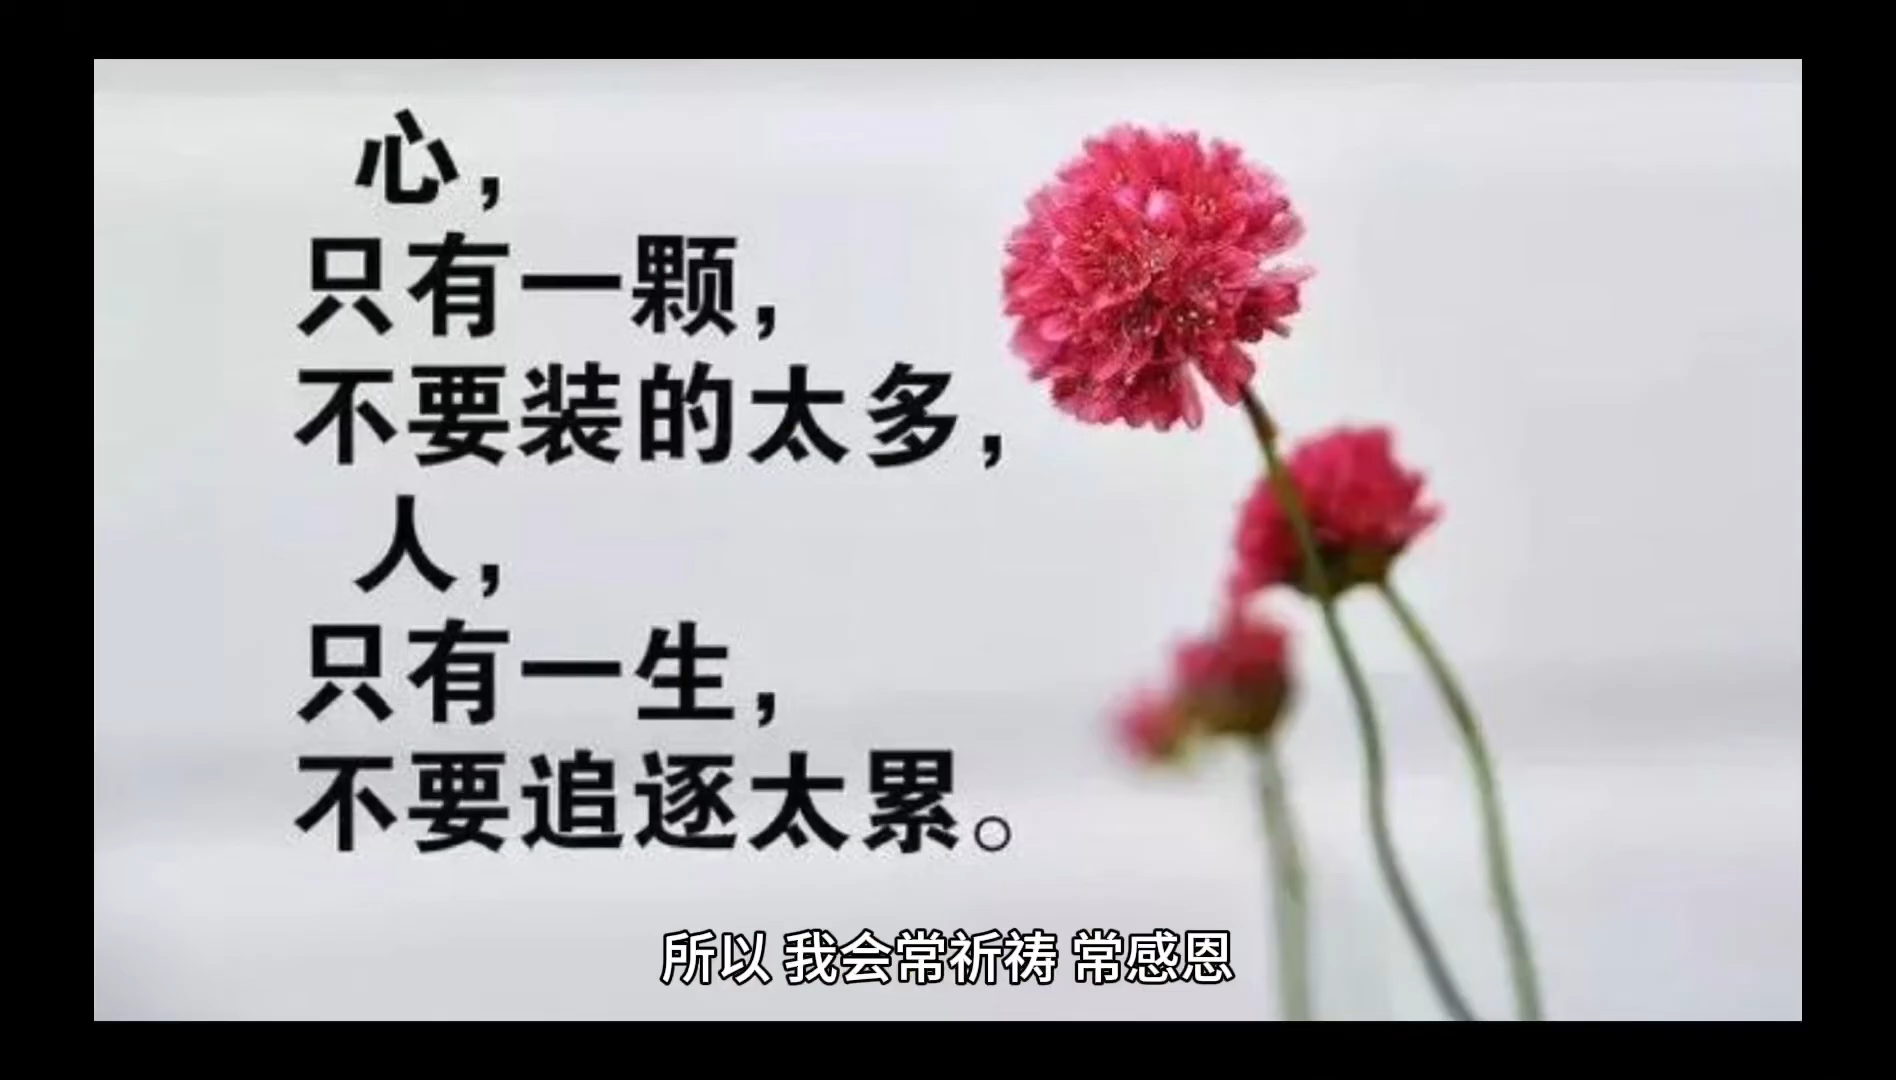 心，
只有一颗，
不要装的太多，
人，
只有一生，
不要追逐太累。
所以 我会常祈祷 常感恩